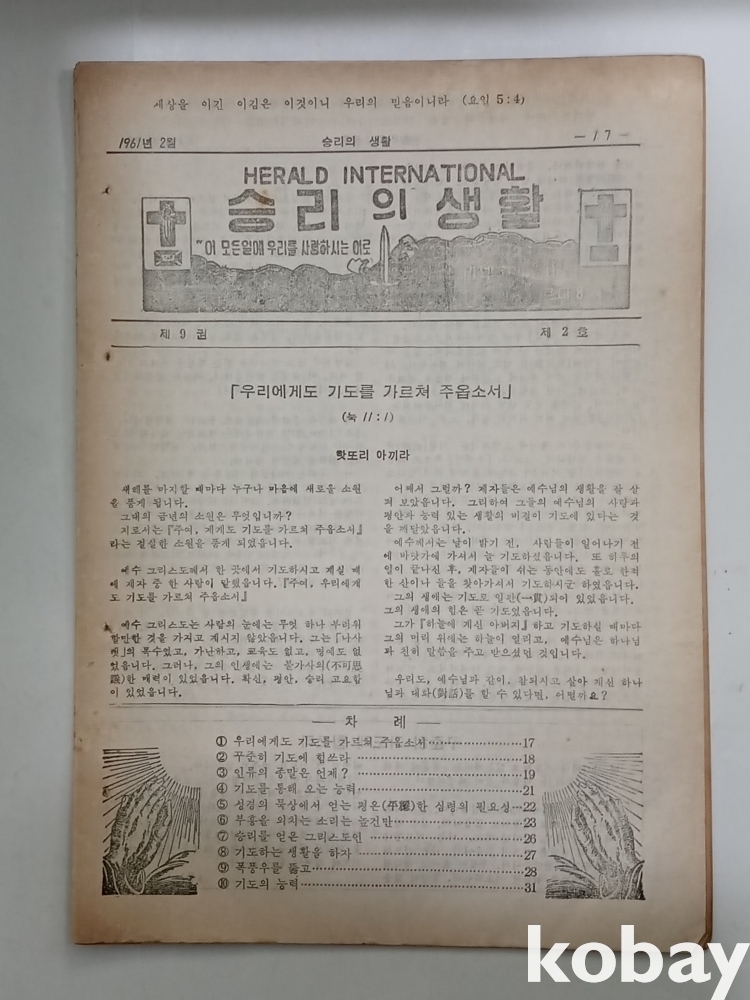 세상을 이긴 이김은 이것이니 우리의 믿음이니라 (요일 5:4)
1961년 2월 승리의 생활 -17-
HERALD INTERNATIONAL
승리의 생활
이 모든일에 우리를 사랑하시는 이로
제 9 권 제 2 호
「우리에게도 기도를 가르쳐 주옵소서」
(눅 11:1)
핫또리 아끼라
새해를 마지할 때마다 누구나 마음에 새로운 소원
을 품게 됩니다.
그대의 금년의 소원은 무엇입니까?
저로서는 『주여, 제게도 기도를 가르쳐 주옵소서』
라는 절실한 소원을 품게 되었읍니다.
예수 그리스도께서 한 곳에서 기도하시고 계실 때
에 제자 중 한 사람이 말했읍니다. 『주여, 우리에게
도 기도를 가르쳐 주옵소서』
예수 그리스도는 사람의 눈에는 무엇 하나 부러워
할만한 것을 가지고 계시지 않았읍니다. 그는 「나사
렛」의 목수였고, 가난하고, 교육도 없고, 명예도 없
었읍니다. 그러나, 그의 인생에는 불가사의(不可思
議)한 매력이 있었읍니다. 확신, 평안, 승리 고요함
이 있었읍니다.
어째서 그럴까? 제자들은 예수님의 생활을 잘 살
펴 보았읍니다. 그리하여 그들의 예수님의 사랑과
평안과 능력 있는 생활의 비결이 기도에 있다는 것
을 깨달았읍니다.
예수께서는 날이 밝기 전, 사람들이 일어나기 전
에 바닷가에 가셔서 늘 기도하셨읍니다. 또 하루의
일이 끝나신 후, 제자들이 쉬는 동안에도 홀로 한적
한 산이나 들을 찾아가셔서 기도하시곤 하였읍니다.
그의 생애는 기도로 일관(一貫)되어 있었읍니다.
그의 생애의 힘은 곧 기도였읍니다.
그가 『하늘에 계신 아버지』하고 기도하실 때마다
그의 머리 위에는 하늘이 열리고, 예수님은 하나님
과 친히 말씀을 주고 받으셨던 것입니다.
우리도, 예수님과 같이, 참되시고 살아 계신 하나
님과 대화(對話)를 할 수 있다면, 어떨까요?
차 례
① 우리에게도 기도를 가르쳐 주옵소서……17
② 꾸준히 기도에 힘쓰라……18
③ 인류의 종말은 언제?……19
④ 기도를 통해 오는 능력……21
⑤ 성경의 묵상에서 얻는 평온(平穩)한 심령의 필요성…22
⑥ 부흥을 외치는 소리는 높건만……23
⑦ 승리를 얻은 그리스도인……26
⑧ 기도하는 생활을 하자……27
⑨ 폭풍우를 뚫고……28
⑩ 기도의 능력……31
kobay